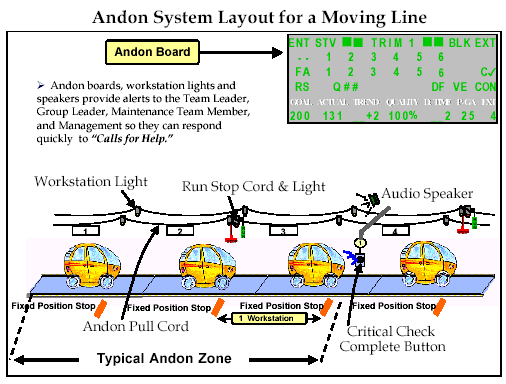 Andon System Layout for a Moving Line
Andon Board
ENT STV TRIM 1 BLK EXT
-- 1 2 3 4 5 6
FA 1 2 3 4 5 6 C✓
RS Q## DF VE CON
GOAL ACTUAL TREND QUALITY D.TIME P-GA EXT
200 131 +2 100% 2 25 4
➢ Andon boards, workstation lights and
speakers provide alerts to the Team Leader,
Group Leader, Maintenance Team Member,
and Management so they can respond
quickly to "Calls for Help."
Workstation Light
Run Stop Cord & Light
Audio Speaker
1 2 3 4
1
Fixed Position Stop Fixed Position Stop Fixed Position Stop Fixed Position Stop
Andon Pull Cord
1 Workstation
Critical Check
Complete Button
Typical Andon Zone